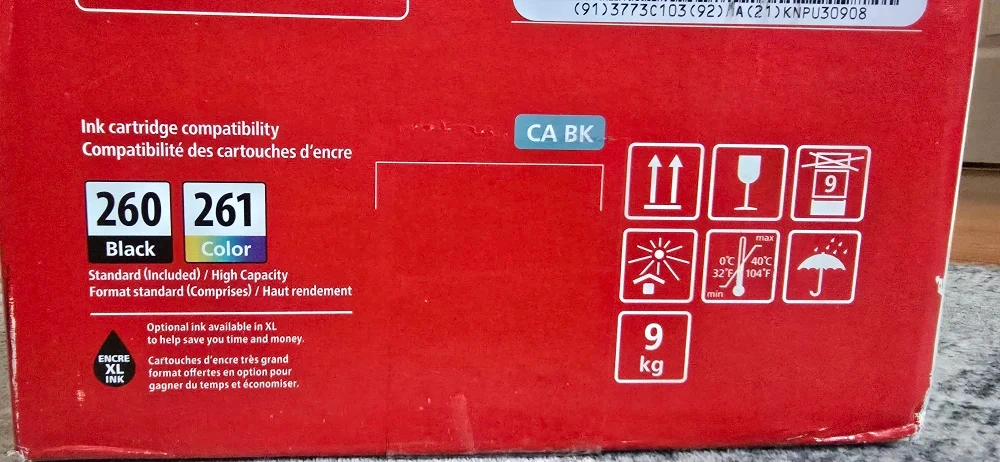 (91)3773C103(92) A(21)KNPU30908
Ink cartridge compatibility
Compatibilité des cartouches d'encre
CA BK
260
Black
261
Color
Standard (Included) / High Capacity
Format standard (Comprises) / Haut rendement
Optional ink available in XL
to help save you time and money.
ENCRE
XL
INK
Cartouches d'encre très grand
format offertes en option pour
gagner du temps et économiser.
9
max
0°C 40°C
32°F 104°F
min
9
kg